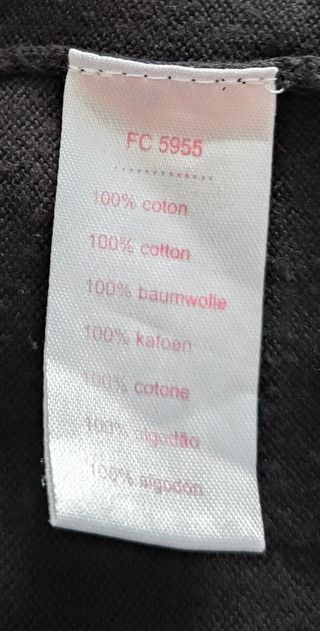 FC 5955
100% coton
100% cotton
100% baumwolle
100% katoen
100% cotone
100% algodão
100% algodón